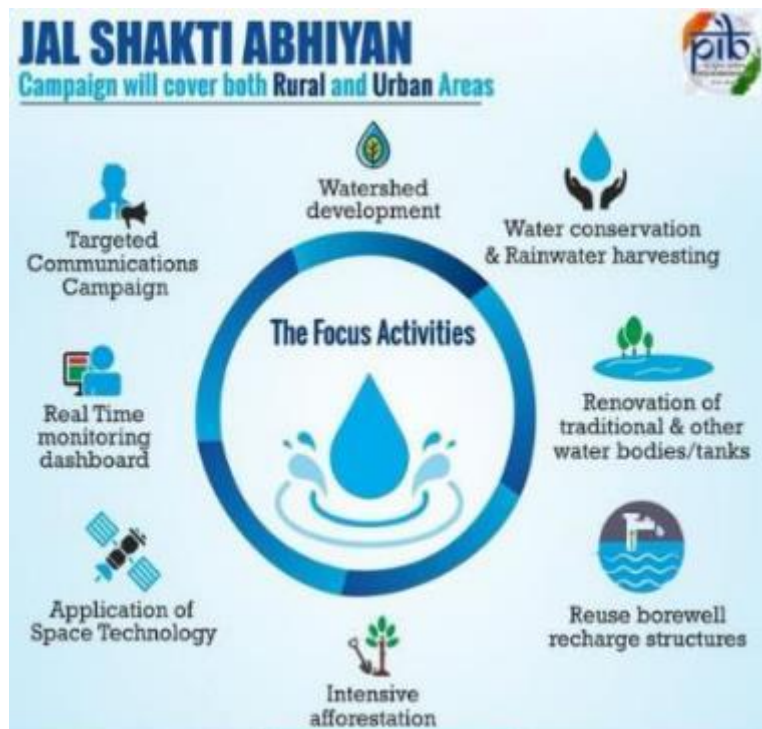 JAL SHAKTI ABHIYAN
Campaign will cover both Rural and Urban Areas
pib
Watershed
development
Water conservation
& Rainwater harvesting
Targeted
Communications
Campaign
The Focus Activities
Renovation of
traditional & other
water bodies/tanks
Real Time
monitoring
dashboard
Application of
Space Technology
Reuse borewell
recharge structures
Intensive
afforestation